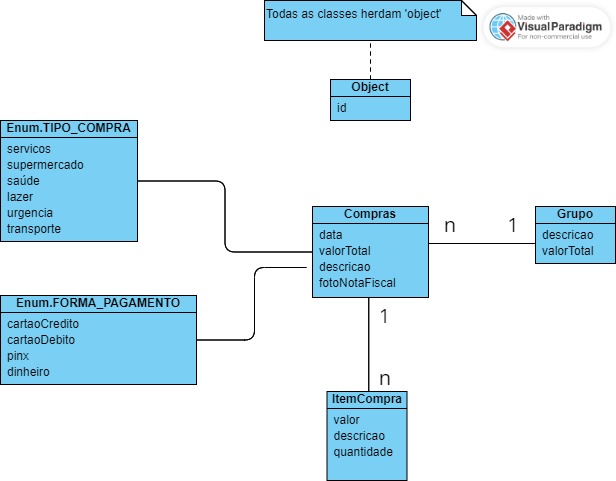 Todas as classes herdam 'object'
Made with
Visual Paradigm
For non-commercial use
Object
id
Enum.TIPO_COMPRA
servicos
supermercado
saúde
lazer
urgencia
transporte
Compras
data
valorTotal
descricao
fotoNotaFiscal
n
1
Grupo
descricao
valorTotal
Enum.FORMA_PAGAMENTO
cartaoCredito
cartaoDebito
pinx
dinheiro
1
n
ItemCompra
valor
descricao
quantidade